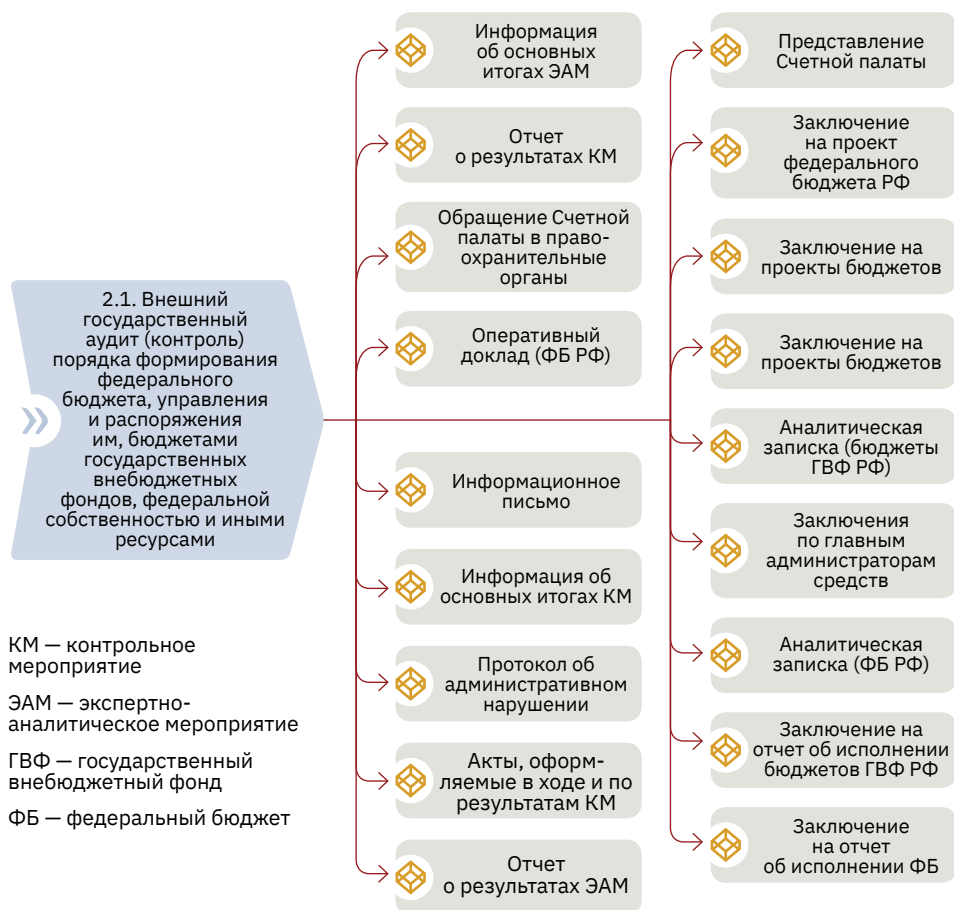 2.1. Внешний
государственный
аудит (контроль)
порядка формирования
федерального
бюджета, управления
и распоряжения
им, бюджетами
государственных
внебюджетных
фондов, федеральной
собственностью и иными
ресурсами
КМ — контрольное
мероприятие
ЭАМ — экспертно-
аналитическое мероприятие
ГВФ — государственный
внебюджетный фонд
ФБ — федеральный бюджет
Информация
об основных
итогах ЭАМ
Отчет
о результатах КМ
Обращение Счетной
палаты в право-
охранительные
органы
Оперативный
доклад (ФБ РФ)
Информационное
письмо
Информация об
основных итогах КМ
Протокол об
административном
нарушении
Акты, оформ-
ляемые в ходе и по
результатам КМ
Отчет
о результатах ЭАМ
Представление
Счетной палаты
Заключение
на проект
федерального
бюджета РФ
Заключение на
проекты бюджетов
Заключение на
проекты бюджетов
Аналитическая
записка (бюджеты
ГВФ РФ)
Заключения
по главным
администраторам
средств
Аналитическая
записка (ФБ РФ)
Заключение на
отчет об исполнении
бюджетов ГВФ РФ
Заключение
на отчет
об исполнении ФБ